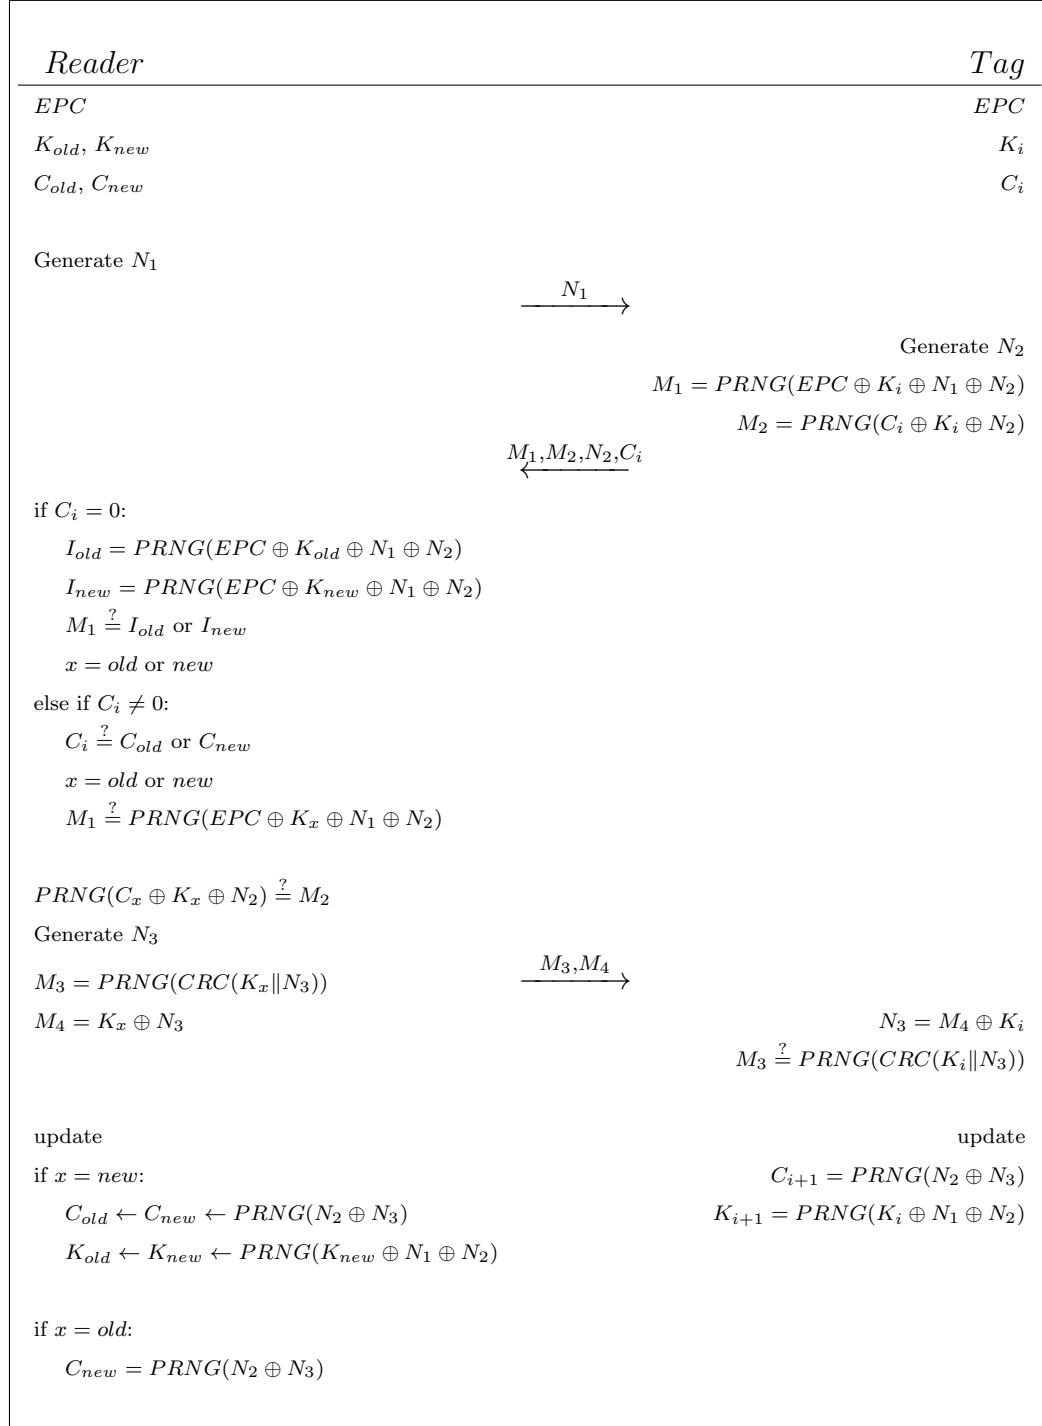 Reader Tag
EPC EPC
K_old, K_new K_i
C_old, C_new C_i
Generate N_1
N_1
Generate N_2
M_1 = PRNG(EPC ⊕ K_i ⊕ N_1 ⊕ N_2)
M_2 = PRNG(C_i ⊕ K_i ⊕ N_2)
M_1,M_2,N_2,C_i
if C_i = 0:
I_old = PRNG(EPC ⊕ K_old ⊕ N_1 ⊕ N_2)
I_new = PRNG(EPC ⊕ K_new ⊕ N_1 ⊕ N_2)
M_1 ≟ I_old or I_new
x = old or new
else if C_i ≠ 0:
C_i ≟ C_old or C_new
x = old or new
M_1 ≟ PRNG(EPC ⊕ K_x ⊕ N_1 ⊕ N_2)
PRNG(C_x ⊕ K_x ⊕ N_2) ≟ M_2
Generate N_3
M_3 = PRNG(CRC(K_x‖N_3)) M_3,M_4
M_4 = K_x ⊕ N_3 N_3 = M_4 ⊕ K_i
M_3 ≟ PRNG(CRC(K_i‖N_3))
update update
if x = new: C_{i+1} = PRNG(N_2 ⊕ N_3)
C_old ← C_new ← PRNG(N_2 ⊕ N_3) K_{i+1} = PRNG(K_i ⊕ N_1 ⊕ N_2)
K_old ← K_new ← PRNG(K_new ⊕ N_1 ⊕ N_2)
if x = old:
C_new = PRNG(N_2 ⊕ N_3)